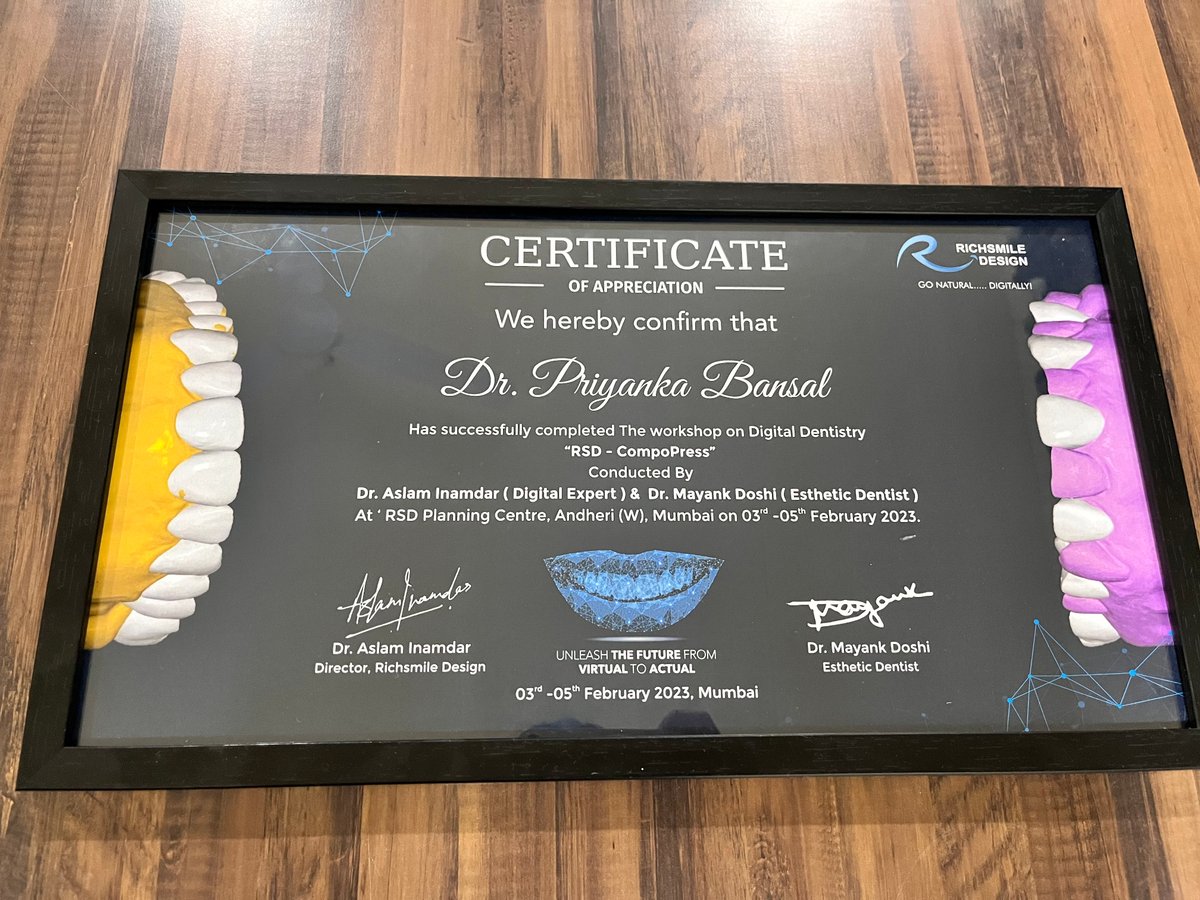 CERTIFICATE
OF APPRECIATION
RICHSMILE
DESIGN
GO NATURAL..... DIGITALLY!
We hereby confirm that
Dr. Priyanka Bansal
Has successfully completed The workshop on Digital Dentistry
“RSD - CompoPress”
Conducted By
Dr. Aslam Inamdar ( Digital Expert ) & Dr. Mayank Doshi ( Esthetic Dentist )
At ‘ RSD Planning Centre, Andheri (W), Mumbai on 03rd -05th February 2023.
Aslam Inamdar
Dr. Aslam Inamdar
Director, Richsmile Design
UNLEASH THE FUTURE FROM
VIRTUAL TO ACTUAL
Mayank
Dr. Mayank Doshi
Esthetic Dentist
03rd -05th February 2023, Mumbai